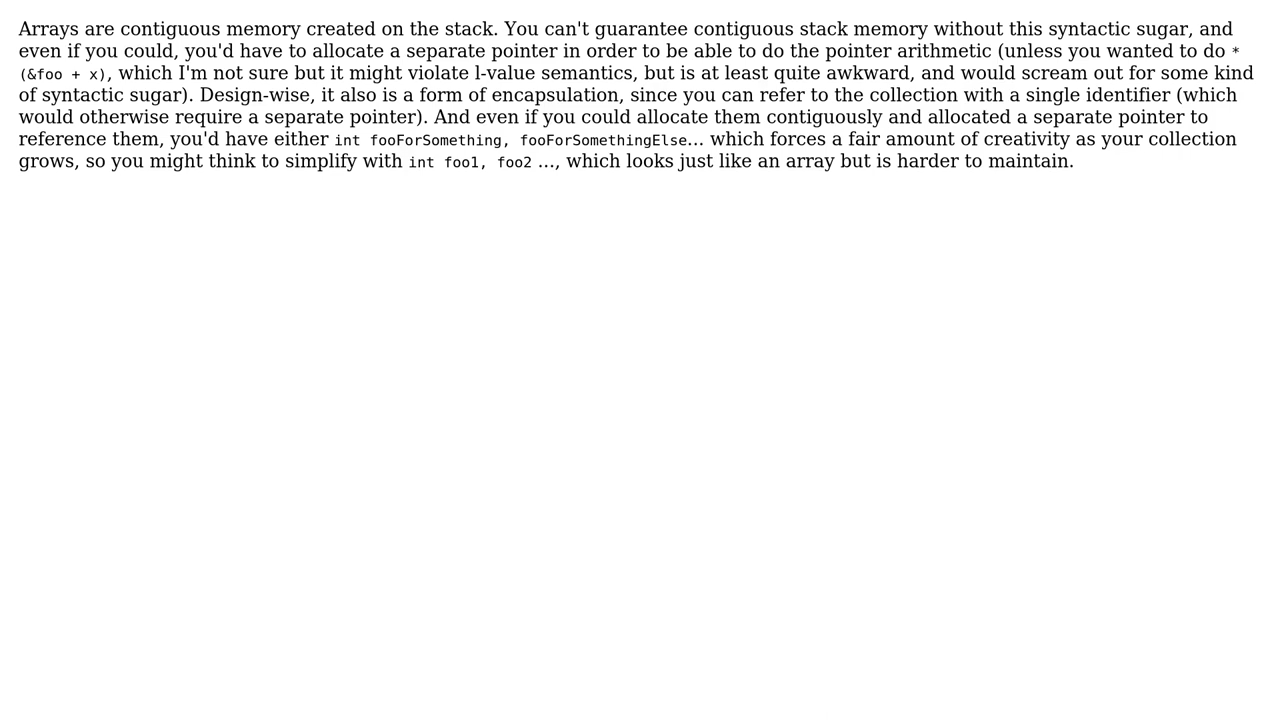 Arrays are contiguous memory created on the stack. You can't guarantee contiguous stack memory without this syntactic sugar, and
even if you could, you'd have to allocate a separate pointer in order to be able to do the pointer arithmetic (unless you wanted to do *
(&foo + x), which I'm not sure but it might violate l-value semantics, but is at least quite awkward, and would scream out for some kind
of syntactic sugar). Design-wise, it also is a form of encapsulation, since you can refer to the collection with a single identifier (which
would otherwise require a separate pointer). And even if you could allocate them contiguously and allocated a separate pointer to
reference them, you'd have either int fooForSomething, fooForSomethingElse... which forces a fair amount of creativity as your collection
grows, so you might think to simplify with int foo1, foo2 ..., which looks just like an array but is harder to maintain.